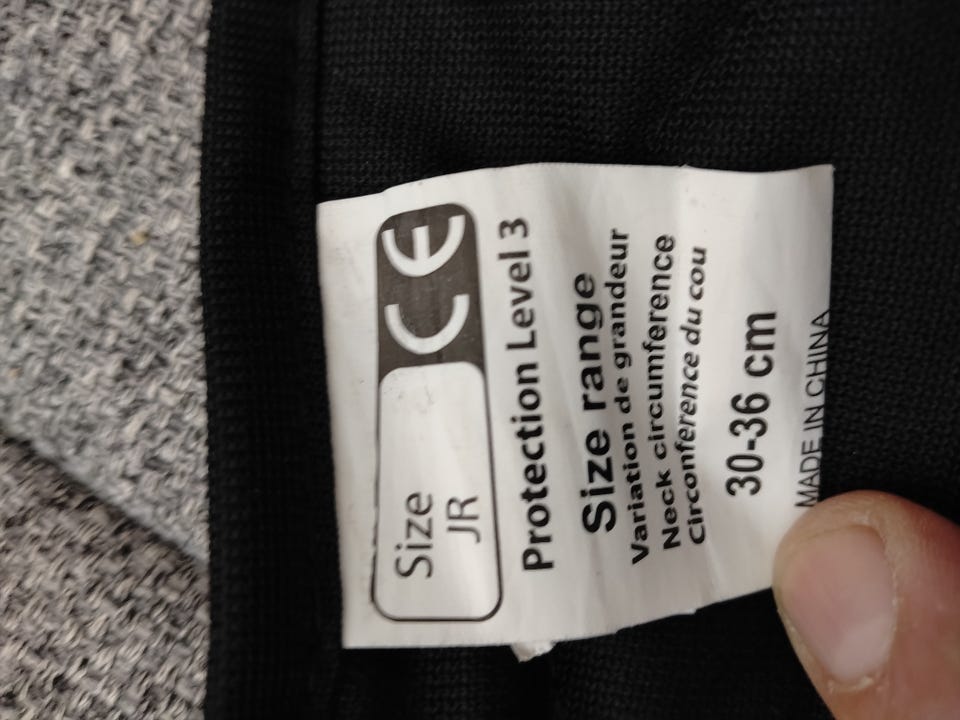 Size
JR
CE
Protection Level 3
Size range
Variation de grandeur
Neck circumference
Circonférence du cou
30-36 cm
MADE IN CHINA